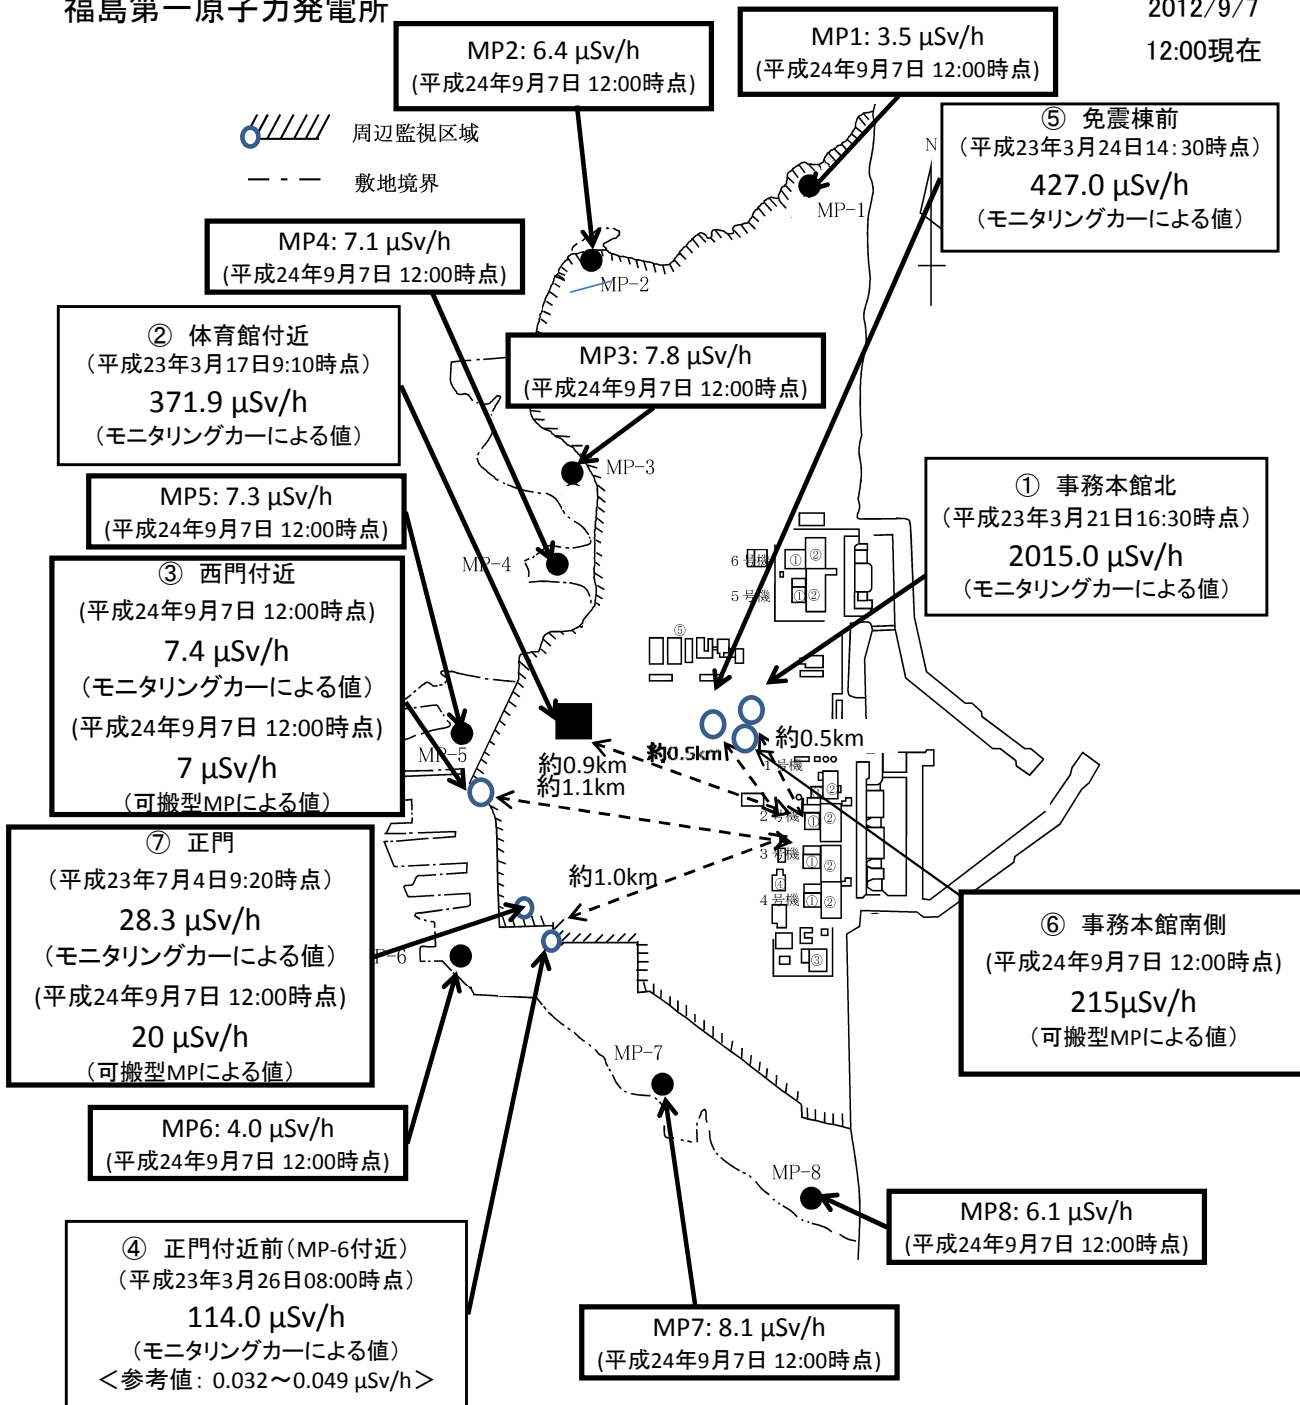 福島第一原子力発電所
2012/9/7
12:00現在
MP2: 6.4 μSv/h
(平成24年9月7日 12:00時点)
MP1: 3.5 μSv/h
(平成24年9月7日 12:00時点)
周辺監視区域
敷地境界
⑤ 免震棟前
(平成23年3月24日14:30時点)
427.0 μSv/h
(モニタリングカーによる値)
N
MP-1
MP4: 7.1 μSv/h
(平成24年9月7日 12:00時点)
MP-2
② 体育館付近
(平成23年3月17日9:10時点)
371.9 μSv/h
(モニタリングカーによる値)
MP3: 7.8 μSv/h
(平成24年9月7日 12:00時点)
MP-3
MP5: 7.3 μSv/h
(平成24年9月7日 12:00時点)
① 事務本館北
(平成23年3月21日16:30時点)
2015.0 μSv/h
(モニタリングカーによる値)
MP-4
6号機
①
②
5号機
①
②
③ 西門付近
(平成24年9月7日 12:00時点)
7.4 μSv/h
(モニタリングカーによる値)
(平成24年9月7日 12:00時点)
7 μSv/h
(可搬型MPによる値)
⑤
MP-5
約0.9km
約1.1km
約0.5km
約0.5km
1号機
②
2号機
①
②
3号機
①
②
④
4号機
①
②
③
約1.0km
⑦ 正門
(平成23年7月4日9:20時点)
28.3 μSv/h
(モニタリングカーによる値)
(平成24年9月7日 12:00時点)
20 μSv/h
(可搬型MPによる値)
P-6
⑥ 事務本館南側
(平成24年9月7日 12:00時点)
215μSv/h
(可搬型MPによる値)
MP-7
MP6: 4.0 μSv/h
(平成24年9月7日 12:00時点)
MP-8
MP8: 6.1 μSv/h
(平成24年9月7日 12:00時点)
④ 正門付近前(MP-6付近)
(平成23年3月26日08:00時点)
114.0 μSv/h
(モニタリングカーによる値)
<参考値: 0.032～0.049 μSv/h>
MP7: 8.1 μSv/h
(平成24年9月7日 12:00時点)